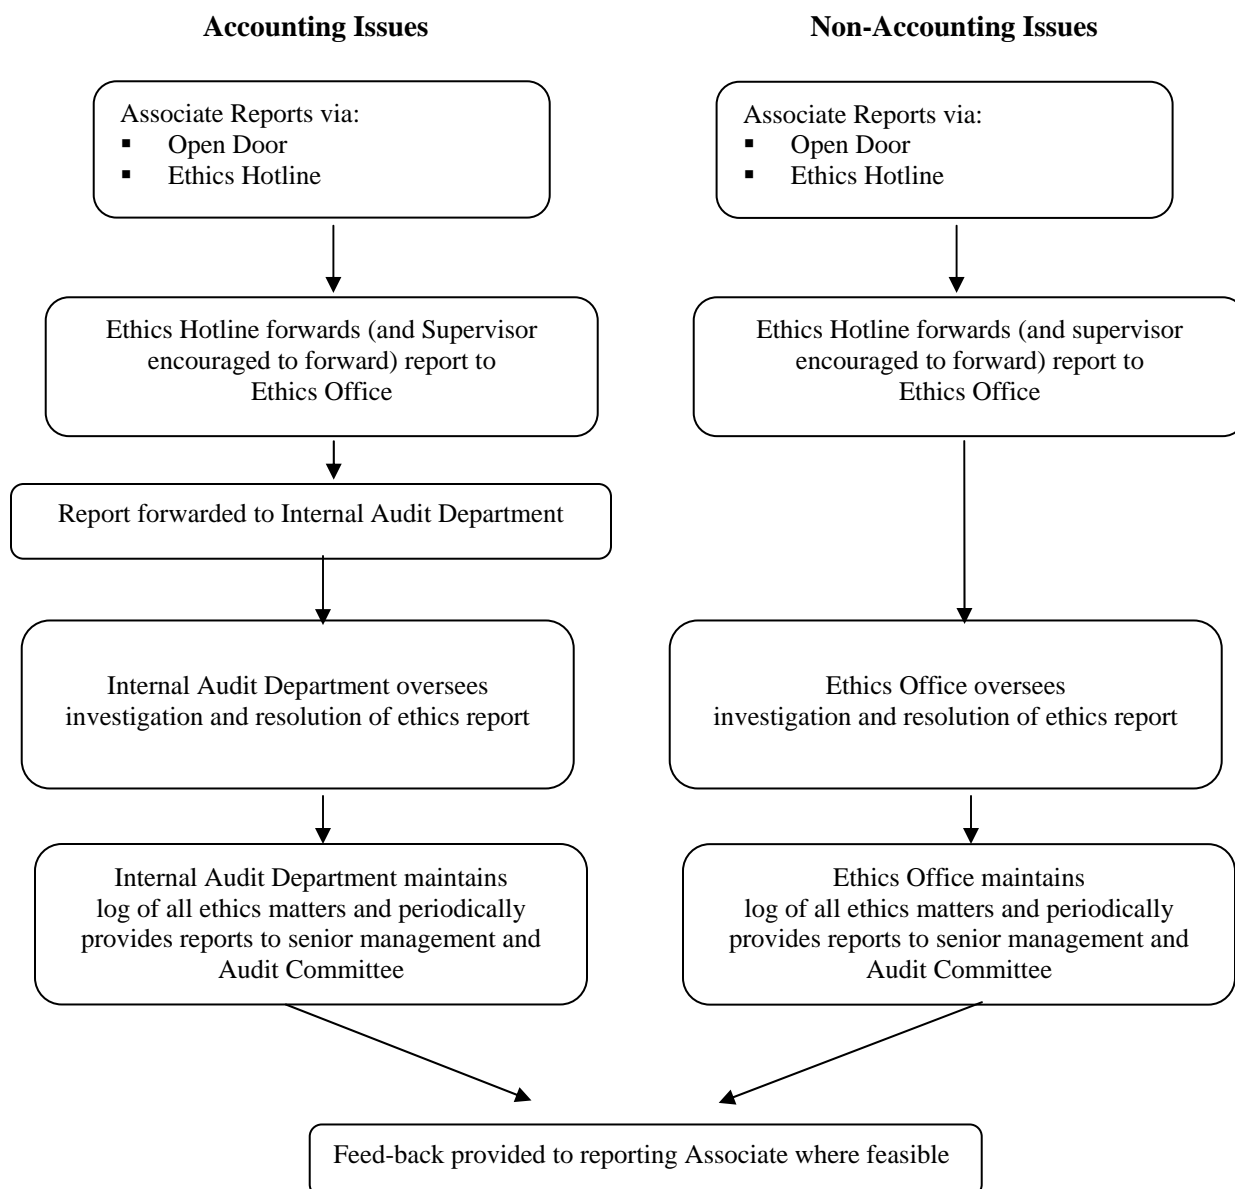 Accounting Issues
Non-Accounting Issues
Associate Reports via:
▪ Open Door
▪ Ethics Hotline
Associate Reports via:
▪ Open Door
▪ Ethics Hotline
Ethics Hotline forwards (and Supervisor
encouraged to forward) report to
Ethics Office
Ethics Hotline forwards (and supervisor
encouraged to forward) report to
Ethics Office
Report forwarded to Internal Audit Department
Internal Audit Department oversees
investigation and resolution of ethics report
Ethics Office oversees
investigation and resolution of ethics report
Internal Audit Department maintains
log of all ethics matters and periodically
provides reports to senior management and
Audit Committee
Ethics Office maintains
log of all ethics matters and periodically
provides reports to senior management and
Audit Committee
Feed-back provided to reporting Associate where feasible